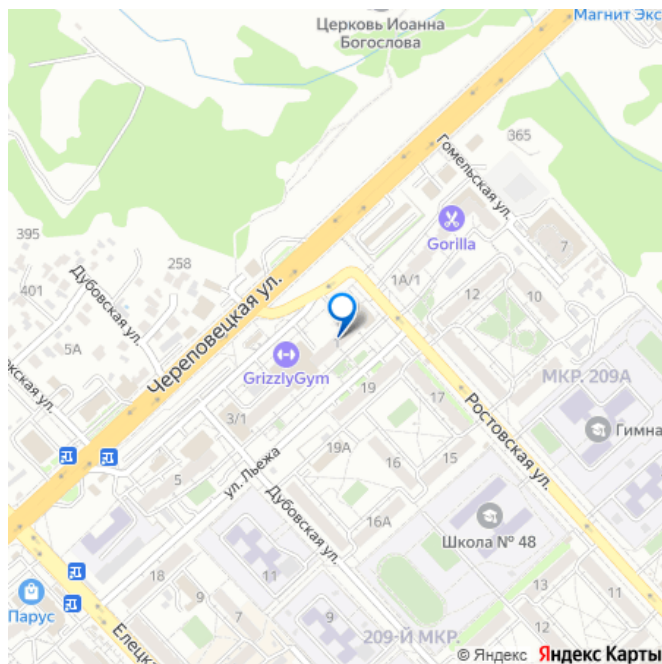 Церковь Иоанна
Богослова
Магнит Экс
365
Гомельская ул.
Gorilla
7
395
258
401
Дубовская ул.
5А
Череповецкая ул.
1А/1
12
10
GrizzlyGym
МКР. 209А
19
17
Ростовская ул.
Гимна
3/1
ул. Льежа
19А
16
15
5
Дубовская ул.
16А
Школа № 48
18
11
13
7
9
9
11
12
Парус
209-Й МКР.
© Яндекс Яндекс Карты